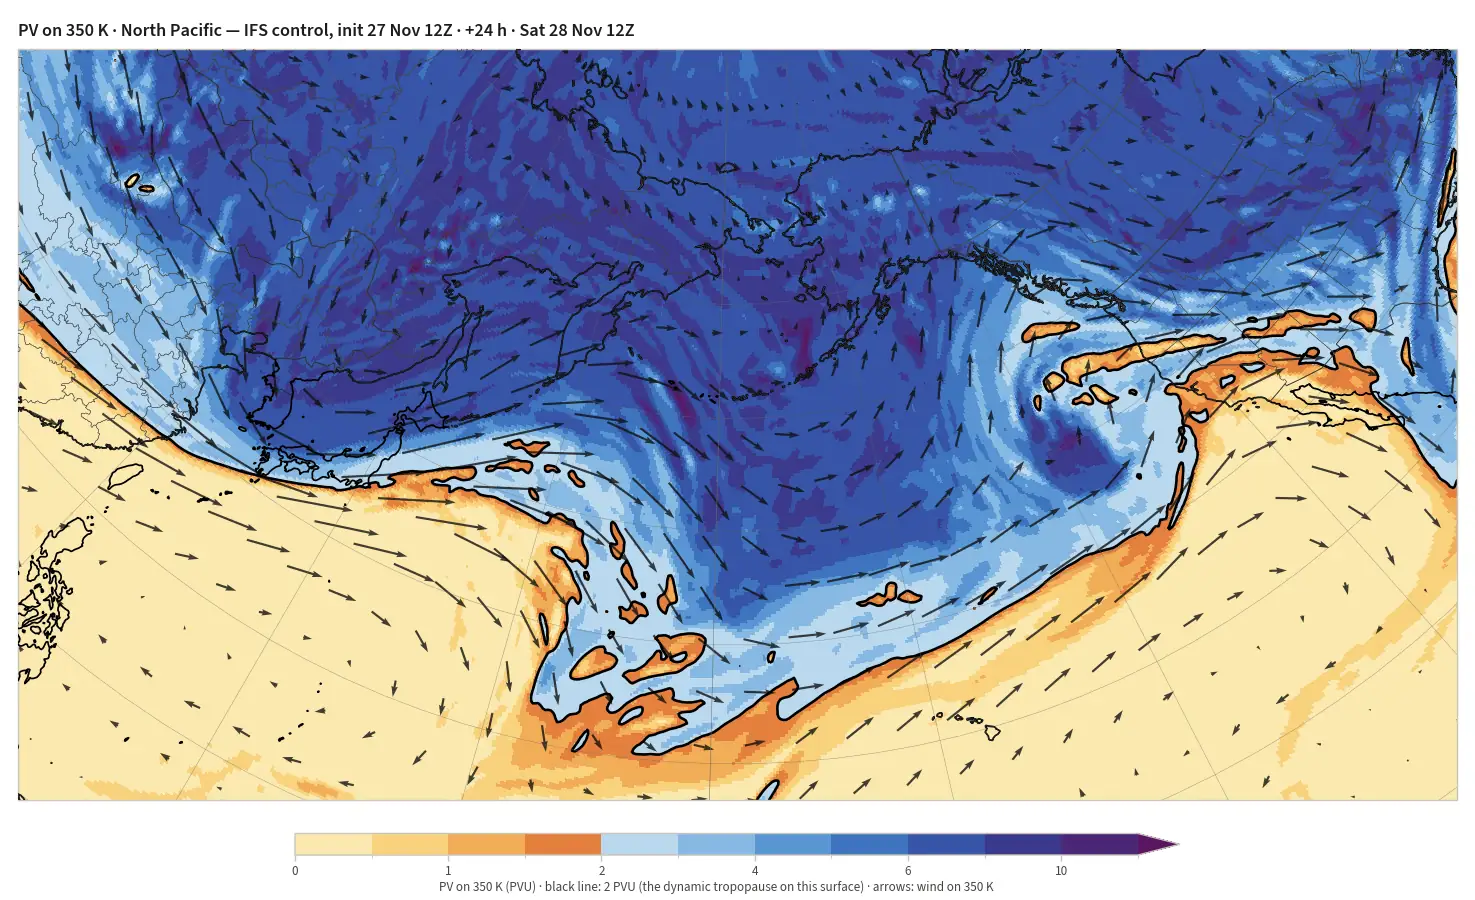 PV on 350 K · North Pacific — IFS control, init 27 Nov 12Z · +24 h · Sat 28 Nov 12Z
0 1 2 4 6 10
PV on 350 K (PVU) · black line: 2 PVU (the dynamic tropopause on this surface) · arrows: wind on 350 K